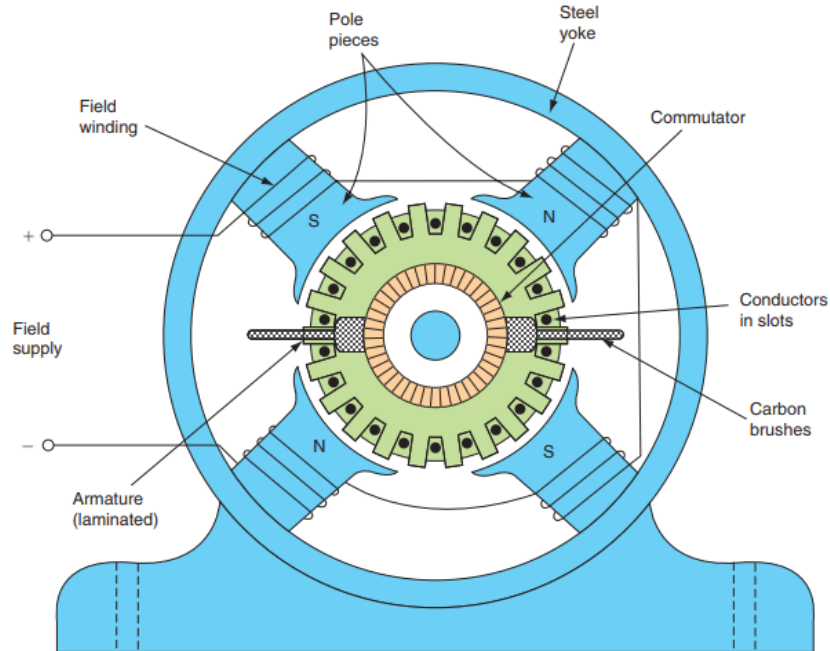 Steel
yoke
Pole
pieces
Field
winding
Commutator
S
N
+
Field
supply
Conductors
in slots
−
N
S
Carbon
brushes
Armature
(laminated)